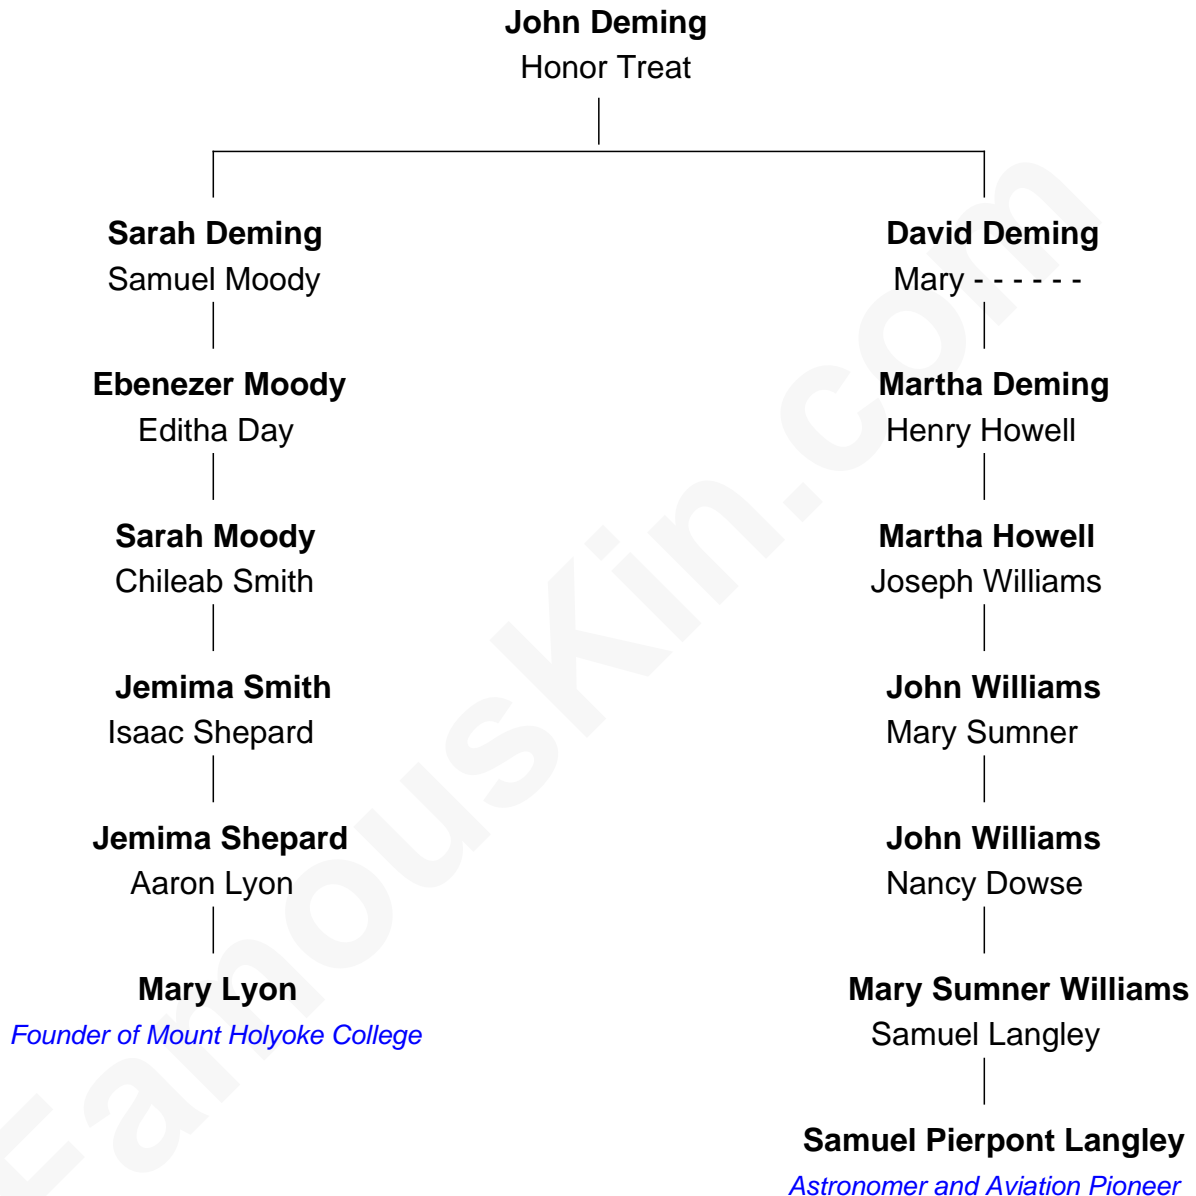 John Deming
Honor Treat
Sarah Deming
Samuel Moody
David Deming
Mary - - - - - -
Ebenezer Moody
Editha Day
Martha Deming
Henry Howell
Sarah Moody
Chileab Smith
Martha Howell
Joseph Williams
Jemima Smith
Isaac Shepard
John Williams
Mary Sumner
Jemima Shepard
Aaron Lyon
John Williams
Nancy Dowse
Mary Lyon
Founder of Mount Holyoke College
Mary Sumner Williams
Samuel Langley
Samuel Pierpont Langley
Astronomer and Aviation Pioneer
FamousKin.com